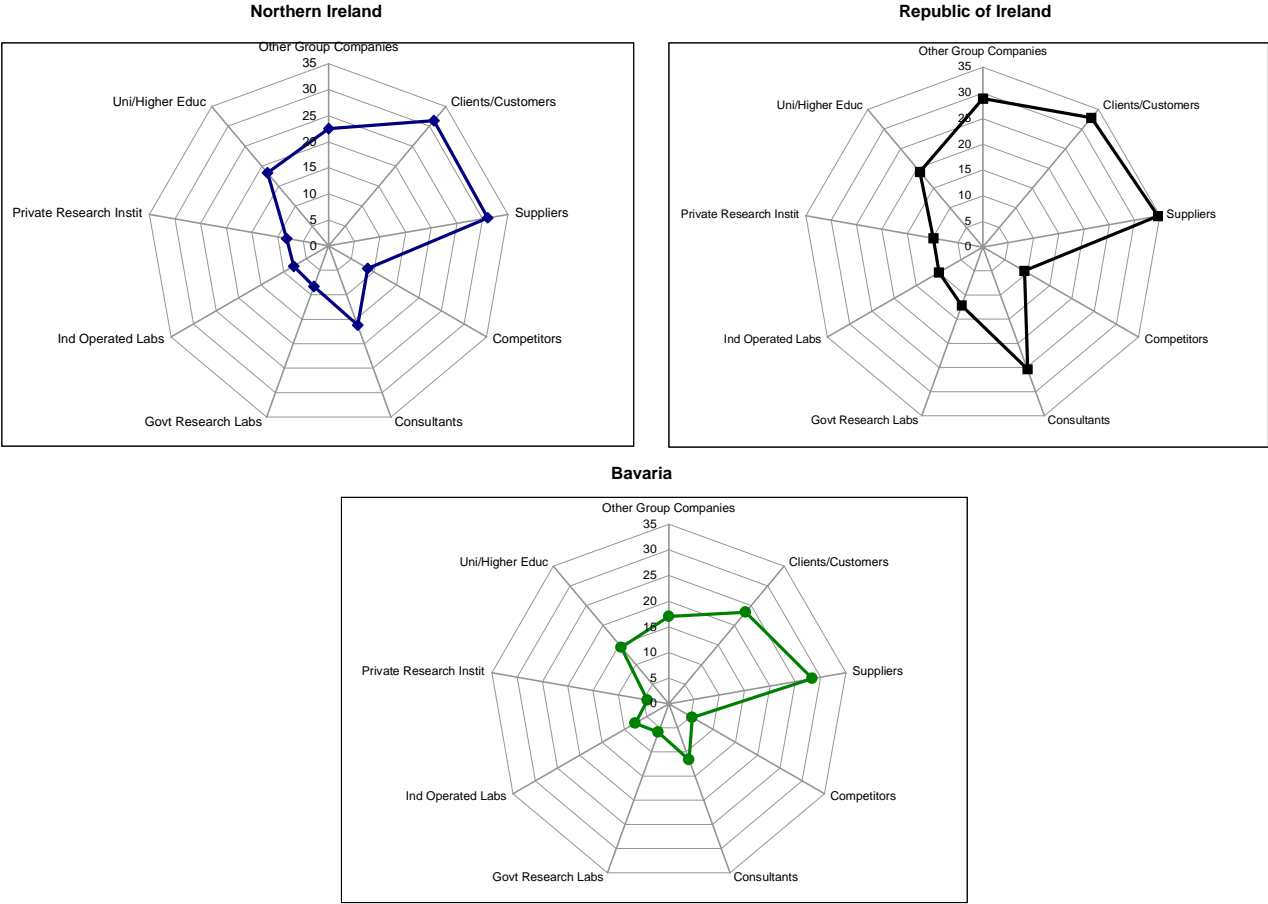 Northern Ireland
Other Group Companies
35
30
25
20
15
10
5
0
Clients/Customers
Suppliers
Competitors
Consultants
Govt Research Labs
Ind Operated Labs
Private Research Instit
Uni/Higher Educ
Republic of Ireland
Other Group Companies
35
30
25
20
15
10
5
0
Clients/Customers
Suppliers
Competitors
Consultants
Govt Research Labs
Ind Operated Labs
Private Research Instit
Uni/Higher Educ
Bavaria
Other Group Companies
35
30
25
20
15
10
5
0
Clients/Customers
Suppliers
Competitors
Consultants
Govt Research Labs
Ind Operated Labs
Private Research Instit
Uni/Higher Educ